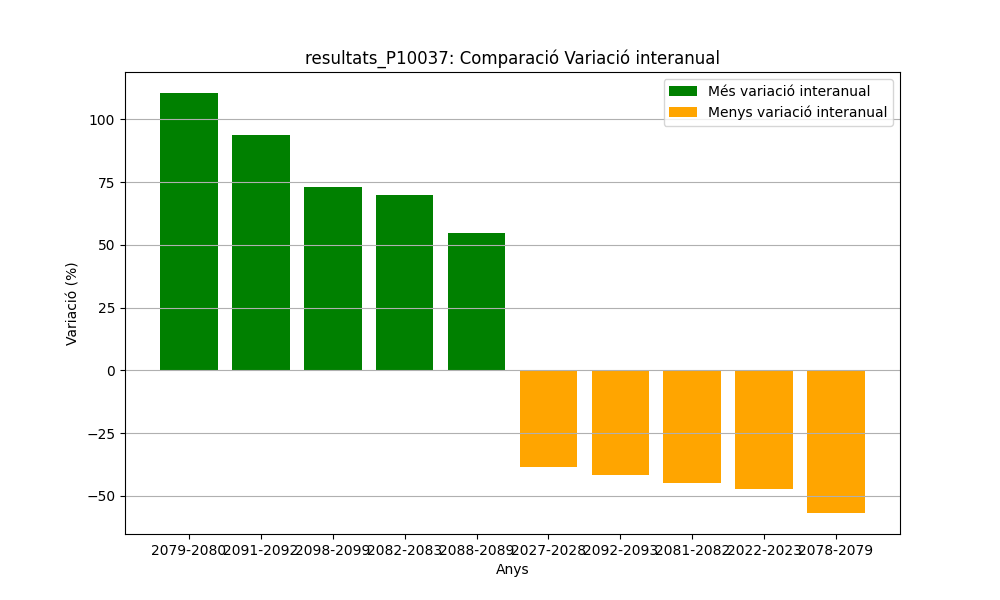 resultats_P10037: Comparació Variació interanual
Més variació interanual
Menys variació interanual
Variació (%)
100
75
50
25
0
−25
−50
2079-2080 2091-2092 2098-2099 2082-2083 2088-2089 2027-2028 2092-2093 2081-2082 2022-2023 2078-2079
Anys